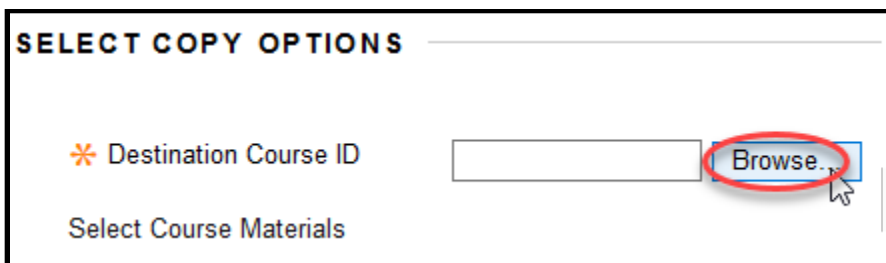 SELECT COPY OPTIONS
* Destination Course ID Browse...
Select Course Materials